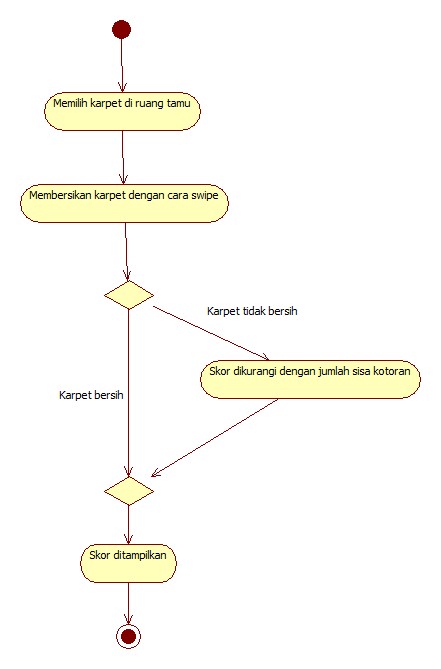 Memilih karpet di ruang tamu
Membersikan karpet dengan cara swipe
Karpet tidak bersih
Skor dikurangi dengan jumlah sisa kotoran
Karpet bersih
Skor ditampilkan